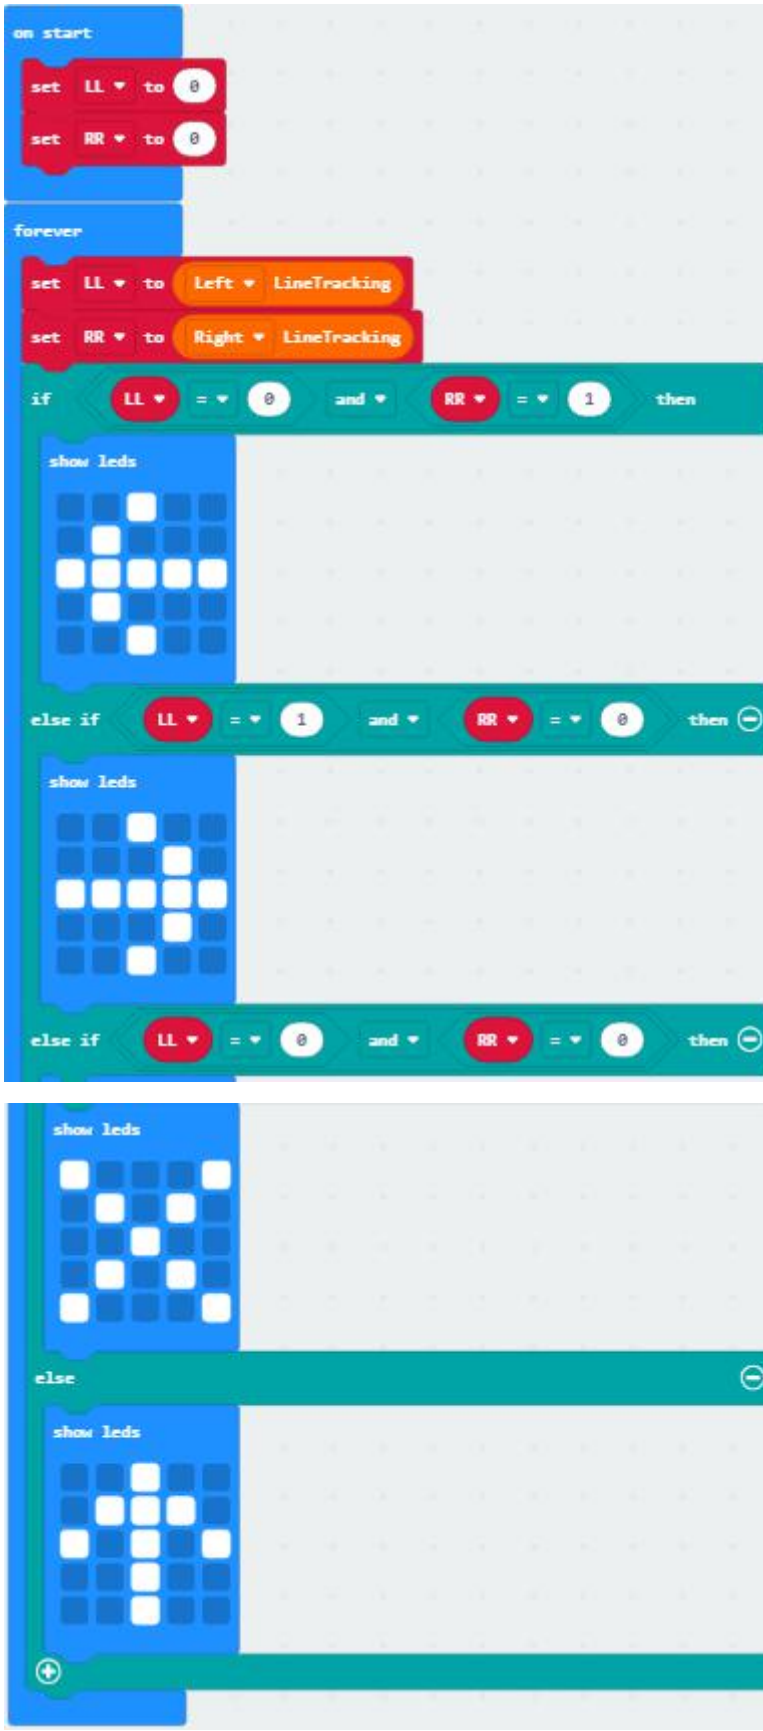 on start
set LL to 0
set RR to 0
forever
set LL to Left LineTracking
set RR to Right LineTracking
if LL = 0 and RR = 1 then
show leds
else if LL = 1 and RR = 0 then
show leds
else if LL = 0 and RR = 0 then
show leds
else
show leds